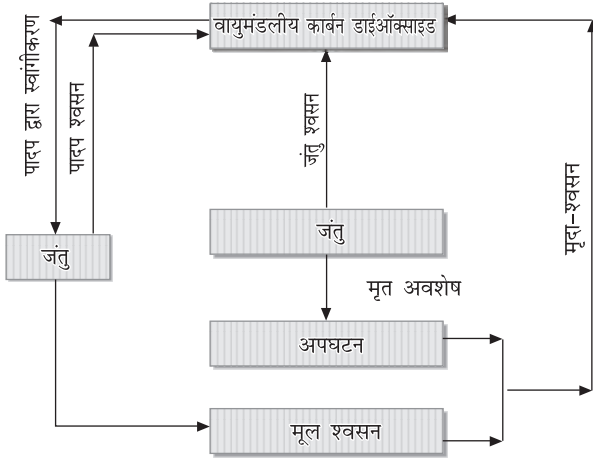 वायुमंडलीय कार्बन डाईऑक्साइड
पादप द्वारा स्वांगीकरण
पादप श्वसन
जंतु श्वसन
मृदा-श्वसन
जंतु
जंतु
मृत अवशेष
अपघटन
मूल श्वसन